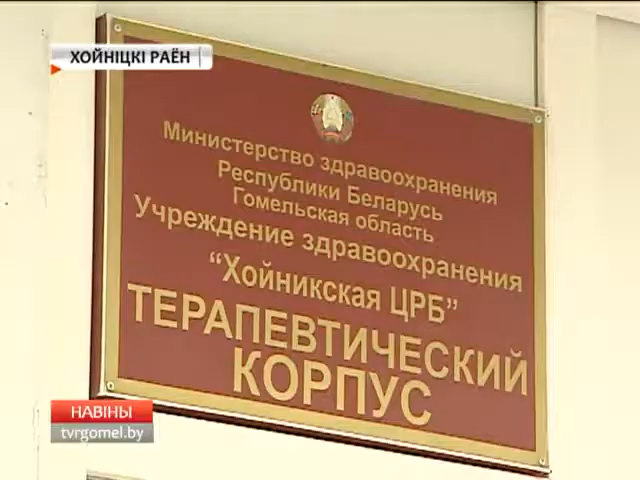 ХОЙНІЦКІ РАЁН
Министерство здравоохранения
Республики Беларусь
Гомельская область
Учреждение здравоохранения
“Хойникская ЦРБ”
ТЕРАПЕВТИЧЕСКИЙ
КОРПУС
НАВІНЫ
tvrgomel.by